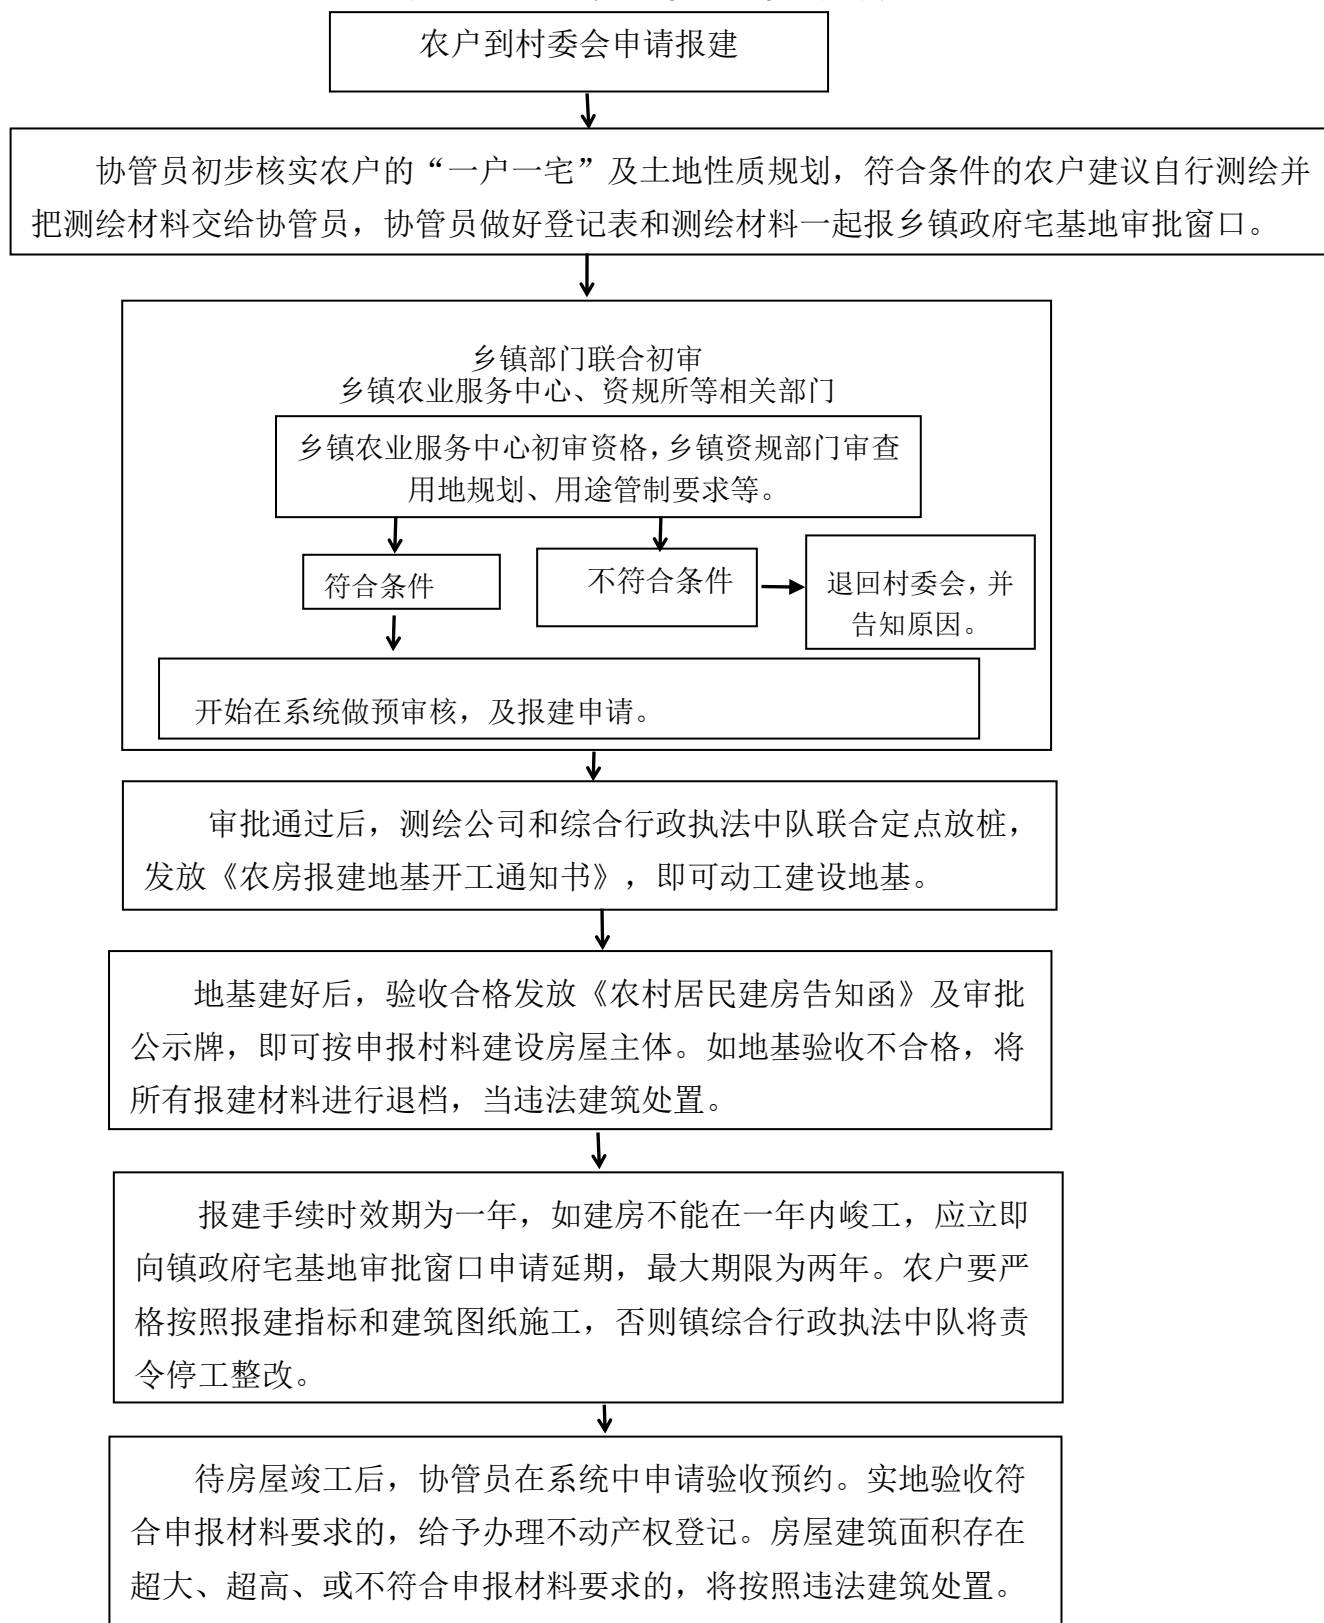 农户到村委会申请报建
协管员初步核实农户的“一户一宅”及土地性质规划，符合条件的农户建议自行测绘并
把测绘材料交给协管员，协管员做好登记表和测绘材料一起报乡镇政府宅基地审批窗口。
乡镇部门联合初审
乡镇农业服务中心、资规所等相关部门
乡镇农业服务中心初审资格，乡镇资规部门审查
用地规划、用途管制要求等。
符合条件
不符合条件
退回村委会，并
告知原因。
开始在系统做预审核，及报建申请。
审批通过后，测绘公司和综合行政执法中队联合定点放桩，
发放《农房报建地基开工通知书》，即可动工建设地基。
地基建好后，验收合格发放《农村居民建房告知函》及审批
公示牌，即可按申报村料建设房屋主体。如地基验收不合格，将
所有报建材料进行退档，当违法建筑处置。
报建手续时效期为一年，如建房不能在一年内峻工，应立即
向镇政府宅基地审批窗口申请延期，最大期限为两年。农户要严
格按照报建指标和建筑图纸施工，否则镇综合行政执法中队将责
令停工整改。
待房屋竣工后，协管员在系统中申请验收预约。实地验收符
合申报材料要求的，给予办理不动产权登记。房屋建筑面积存在
超大、超高、或不符合申报材料要求的，将按照违法建筑处置。